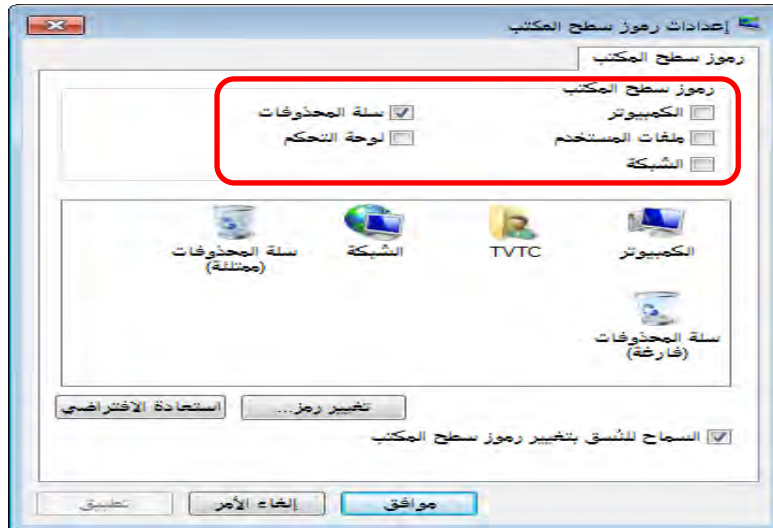 إعدادات رموز سطح المكتب
رموز سطح المكتب
رموز سطح المكتب
الكمبيوتر سلة المحذوفات
ملفات المستخدم لوحة التحكم
الشبكة
الكمبيوتر TVTC الشبكة سلة المحذوفات
(ممتلئة)
سلة المحذوفات
(فارغة)
تغيير رمز... استعادة الافتراضي
السماح للنُسق بتغيير رموز سطح المكتب
موافق إلغاء الأمر تطبيق